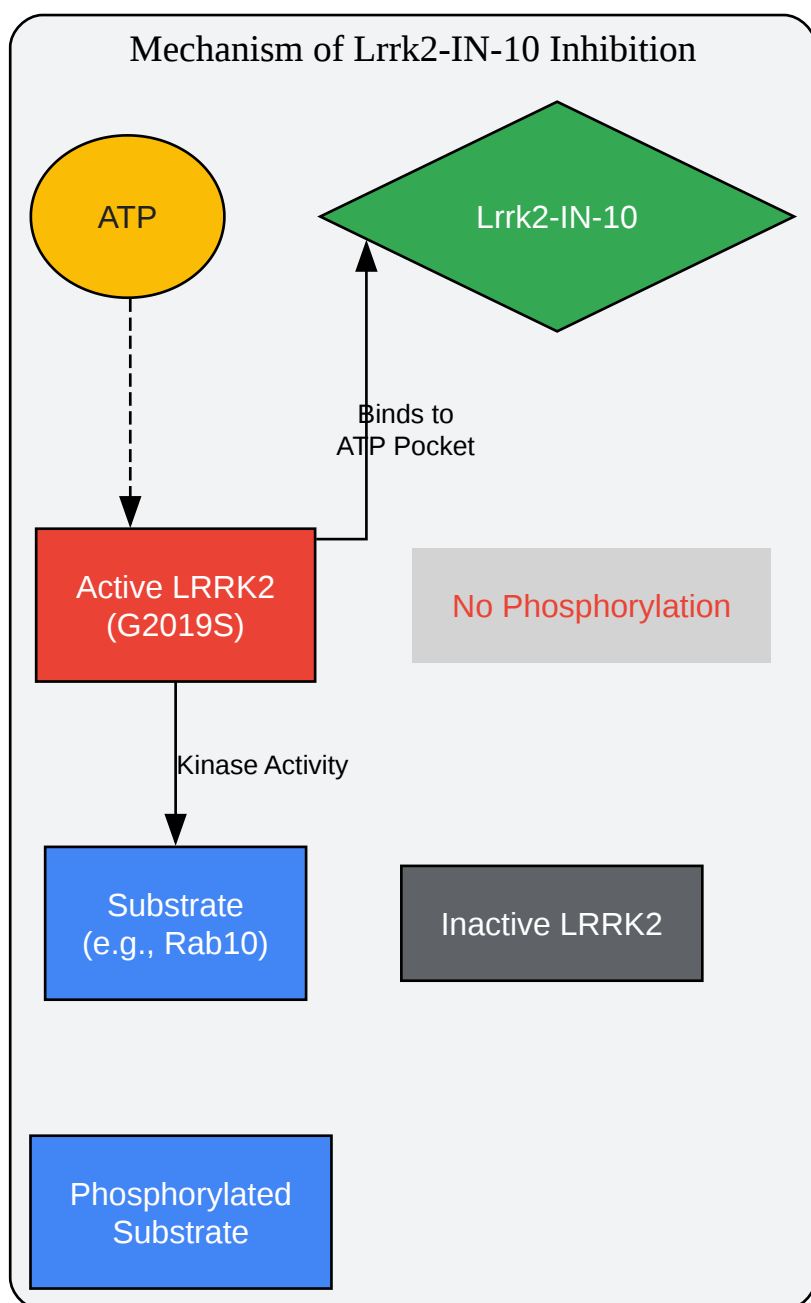 Mechanism of Lrrk2-IN-10 Inhibition
ATP
Lrrk2-IN-10
Binds to
ATP Pocket
Active LRRK2
(G2019S)
No Phosphorylation
Kinase Activity
Substrate
(e.g., Rab10)
Inactive LRRK2
Phosphorylated
Substrate